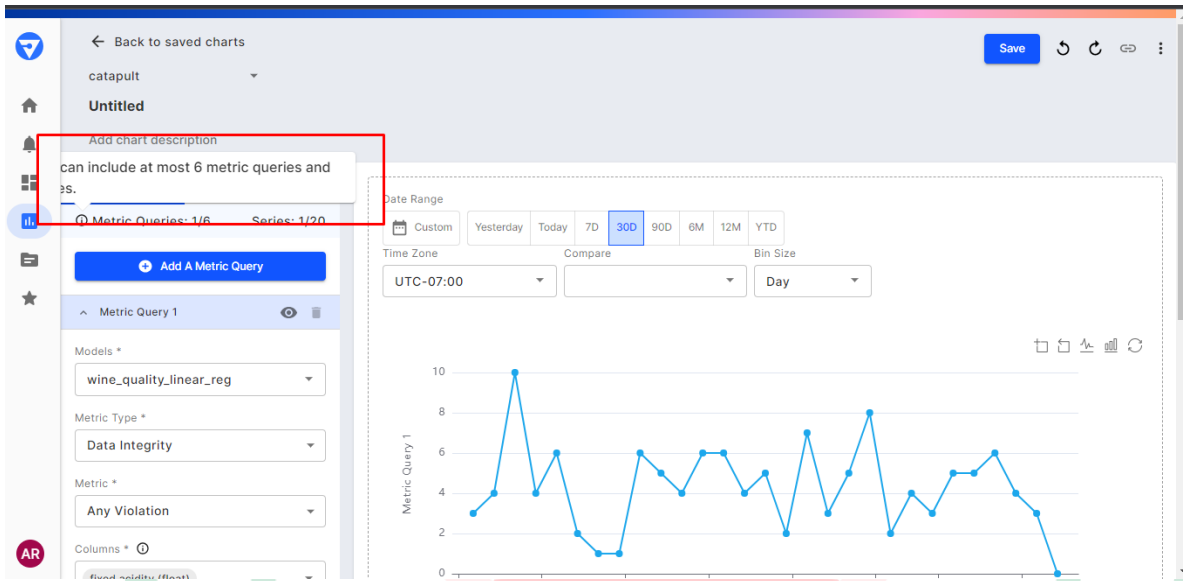 Back to saved charts
Save
catapult
Untitled
Add chart description
can include at most 6 metric queries and
es.
Metric Queries: 1/6 Series: 1/20
Add A Metric Query
Metric Query 1
Models *
wine_quality_linear_reg
Metric Type *
Data Integrity
Metric *
Any Violation
Columns *
fixed acidity (float)
AR
Date Range
Custom Yesterday Today 7D 30D 90D 6M 12M YTD
Time Zone Compare Bin Size
UTC-07:00 Day
Metric Query 1
10
8
6
4
2
0